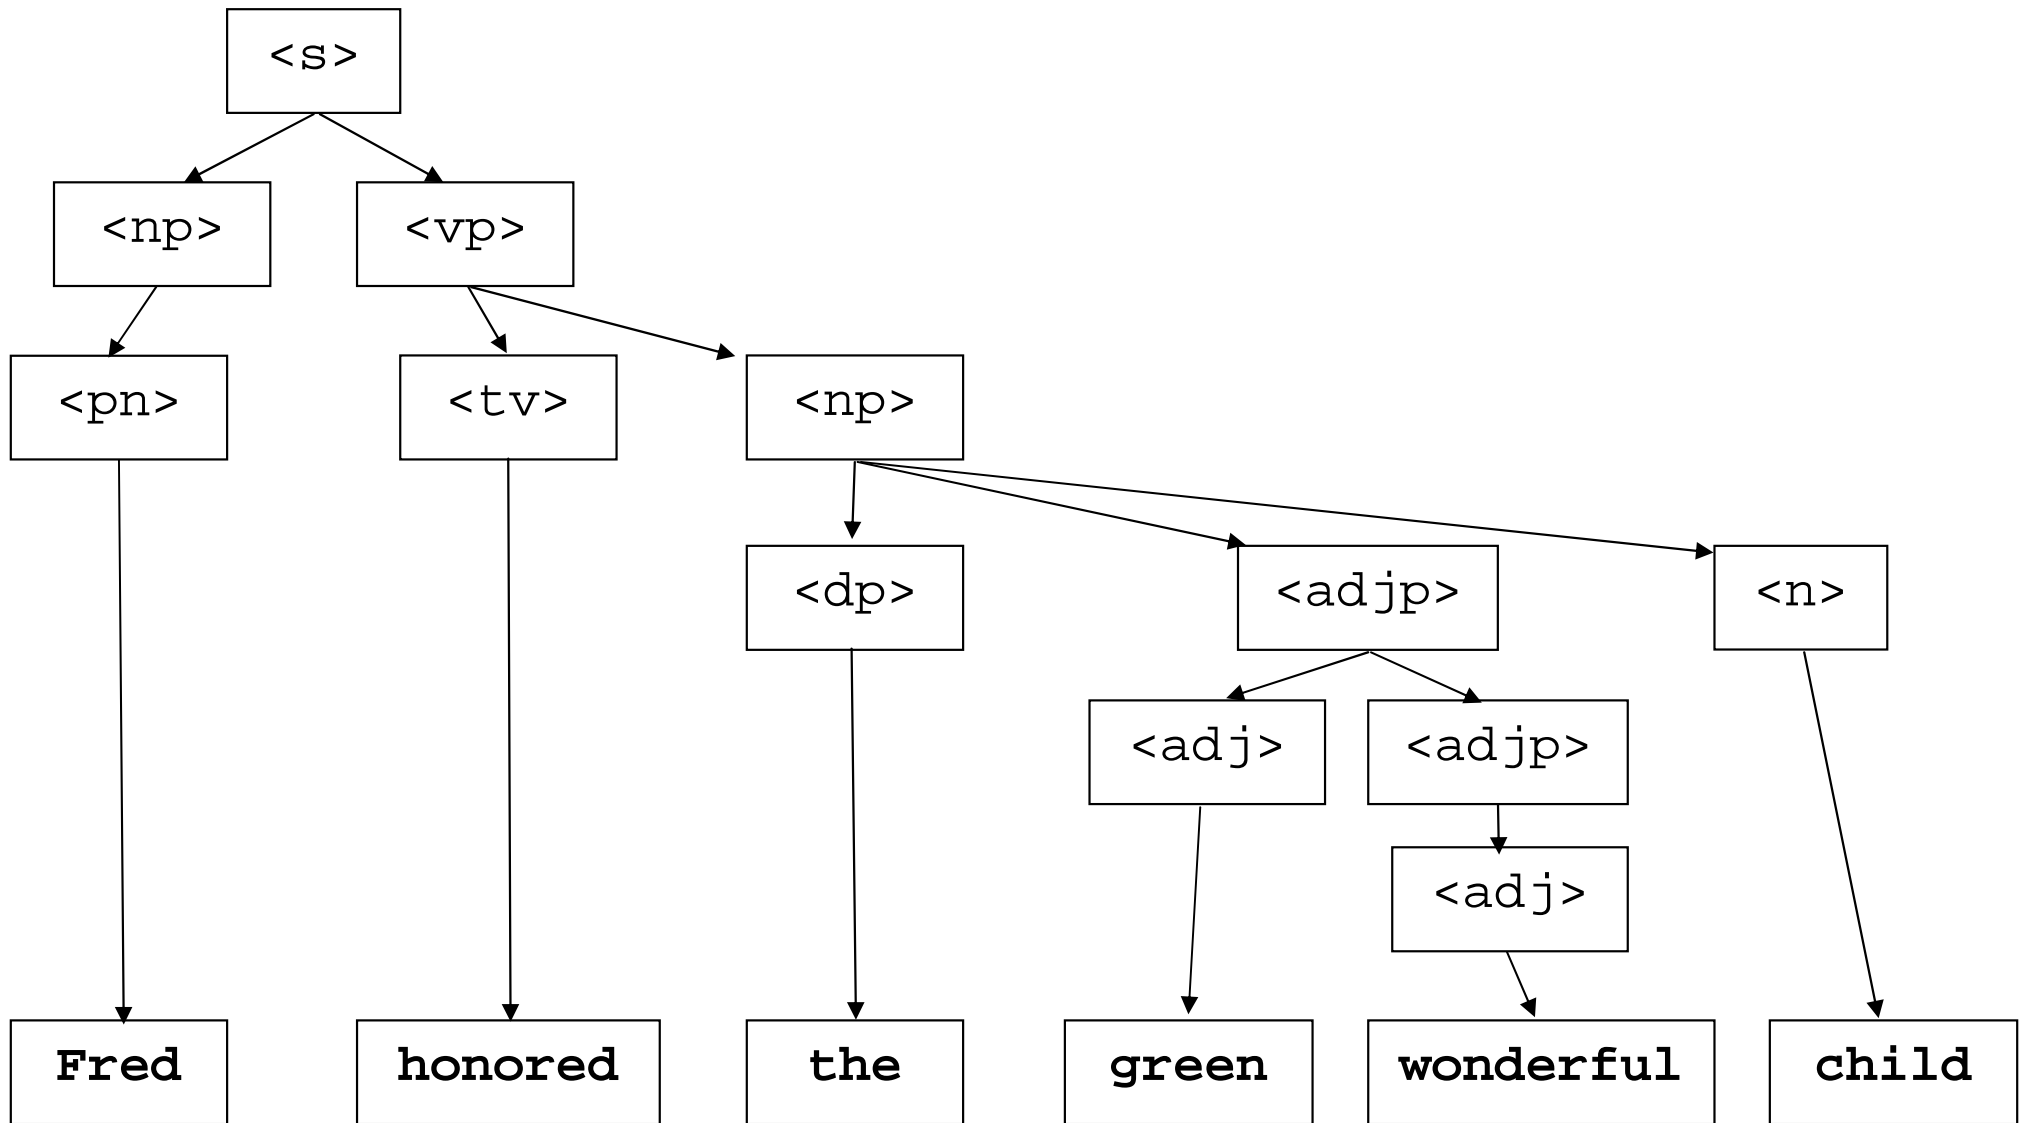 <s>
<np> <vp>
<pn> <tv> <np>
<dp> <adjp> <n>
<adj> <adjp>
<adj>
Fred honored the green wonderful child